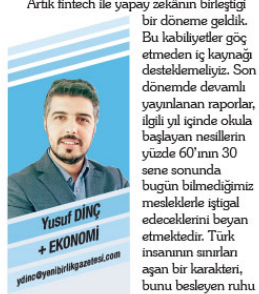 Artık fintech ile yapay zekânın birleştiği
bir döneme geldik.
Bu kabiliyetler göç
etmeden iç kaynağı
desteklemeliyiz. Son
dönemde devamlı
yayınlanan raporlar,
ilgili yıl içinde okula
başlayan nesillerin
yüzde 60'ının 30
sene sonunda
bugün bilmediğimiz
mesleklerle iştigal
edeceklerini beyan
etmektedir. Türk
insanının sınırları
aşan bir karakteri,
bunu besleyen ruhu
Yusuf DİNÇ
+ EKONOMİ
ydinc@yenibirlikgazetesi.com